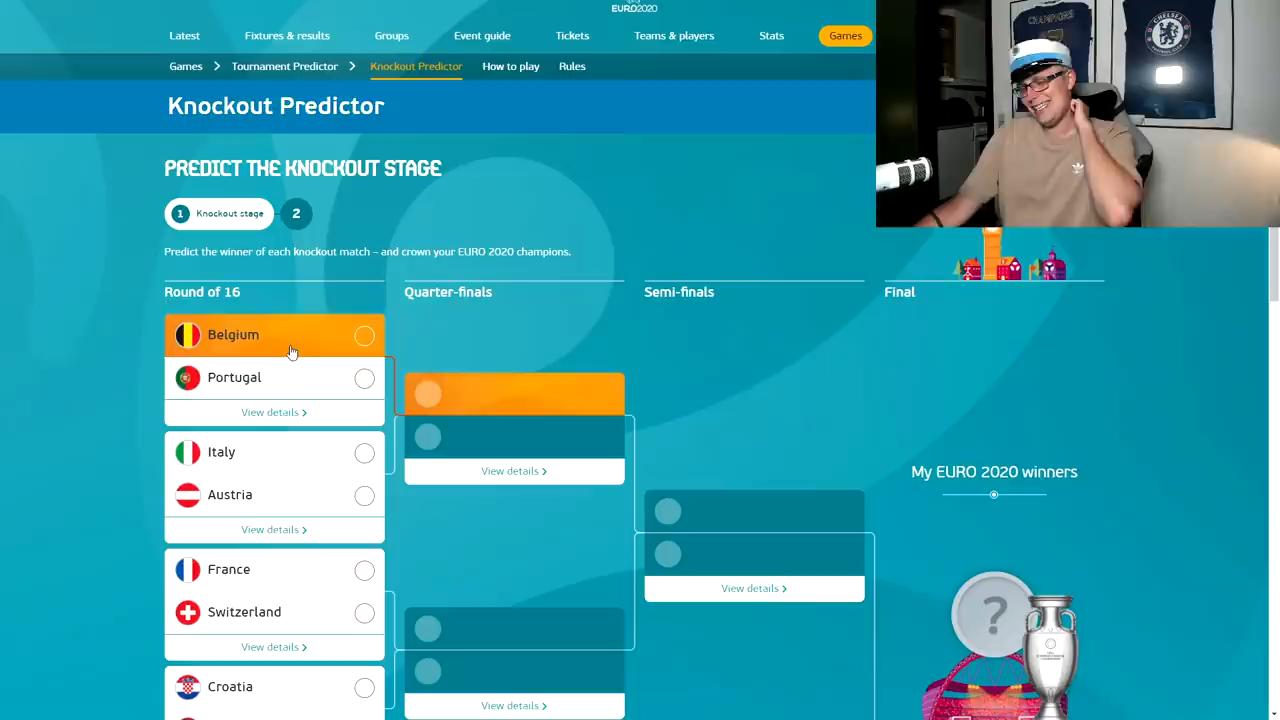 EURO2020
Latest
Fixtures & results
Groups
Event guide
Tickets
Teams & players
Stats
Games
Games
Tournament Predictor
Knockout Predictor
How to play
Rules
Knockout Predictor
PREDICT THE KNOCKOUT STAGE
1 Knockout stage
2
Predict the winner of each knockout match – and crown your EURO 2020 champions.
Round of 16
Quarter-finals
Semi-finals
Final
Belgium
Portugal
View details
Italy
Austria
View details
France
Switzerland
View details
Croatia
View details
View details
View details
My EURO 2020 winners
?
CHAMPIONS
CHELSEA